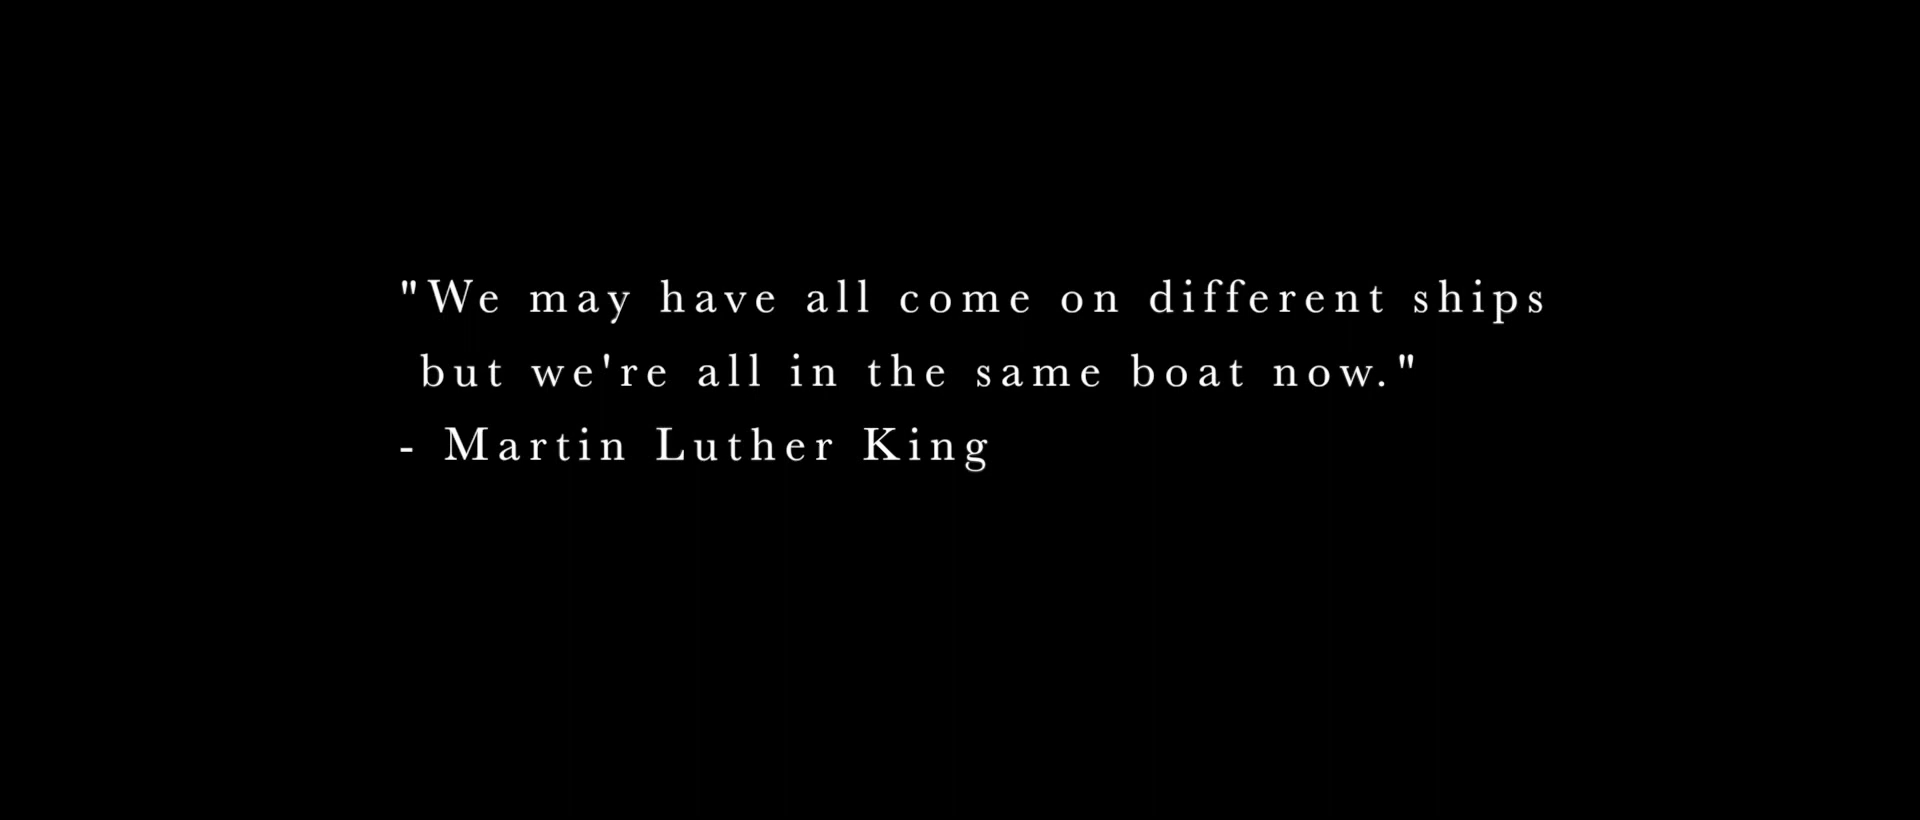 "We may have all come on different ships
but we're all in the same boat now."
- Martin Luther King